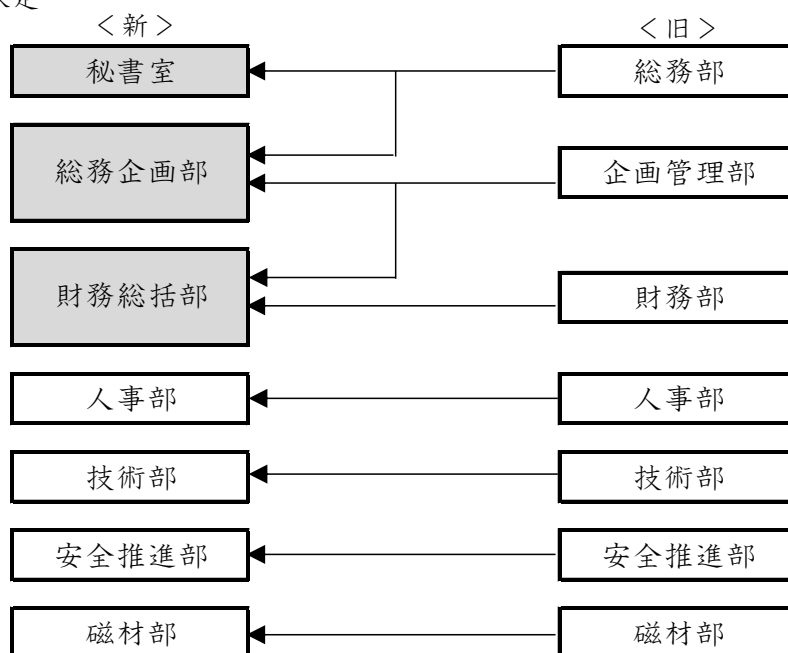 ＜新＞ ＜旧＞
秘書室 総務部
総務企画部 企画管理部
財務総括部 財務部
人事部 人事部
技術部 技術部
安全推進部 安全推進部
磁材部 磁材部